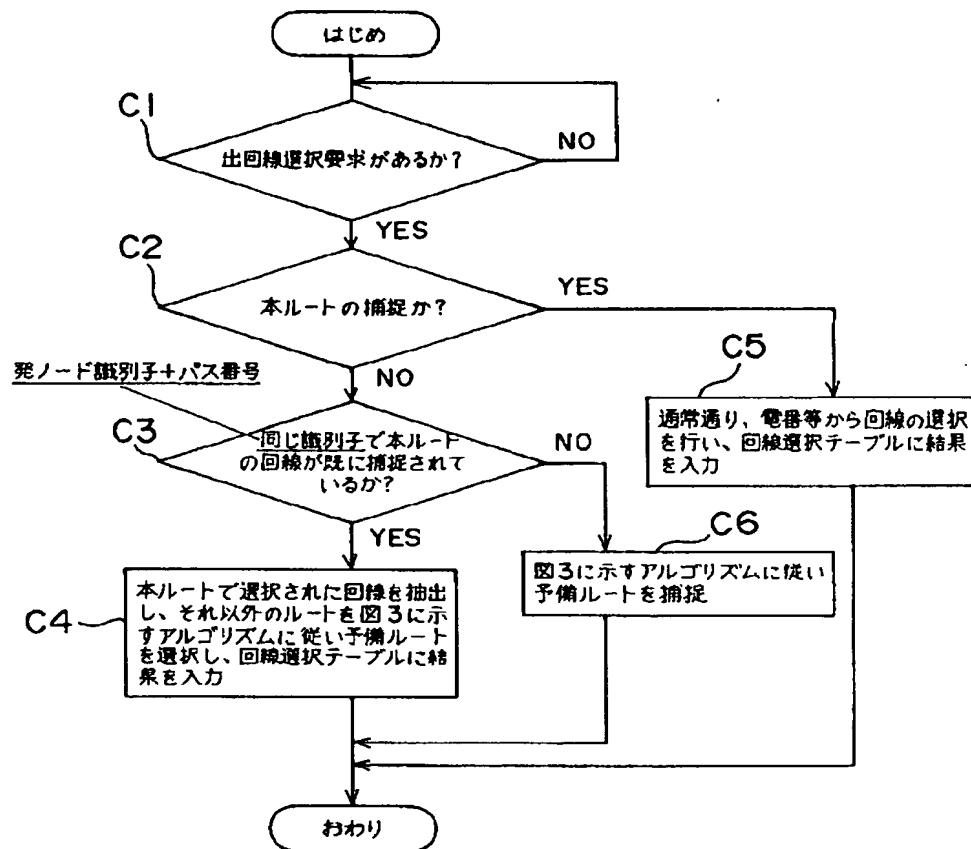 はじめ
C1
出回線選択要求があるか?
NO
YES
C2
本ルートの捕捉か?
YES
NO
発ノード識別子+パス番号
C3
同じ識別子で本ルート
の回線が既に捕捉されて
いるか?
NO
YES
C5
通常通り、電番等から回線の選択
を行い、回線選択テーブルに結果
を入力
C6
図3に示すアルゴリズムに従い
予備ルートを捕捉
C4
本ルートで選択された回線を抽出
し、それ以外のルートを図3に示
すアルゴリズムに従い予備ルート
を選択し、回線選択テーブルに結
果を入力
おわり